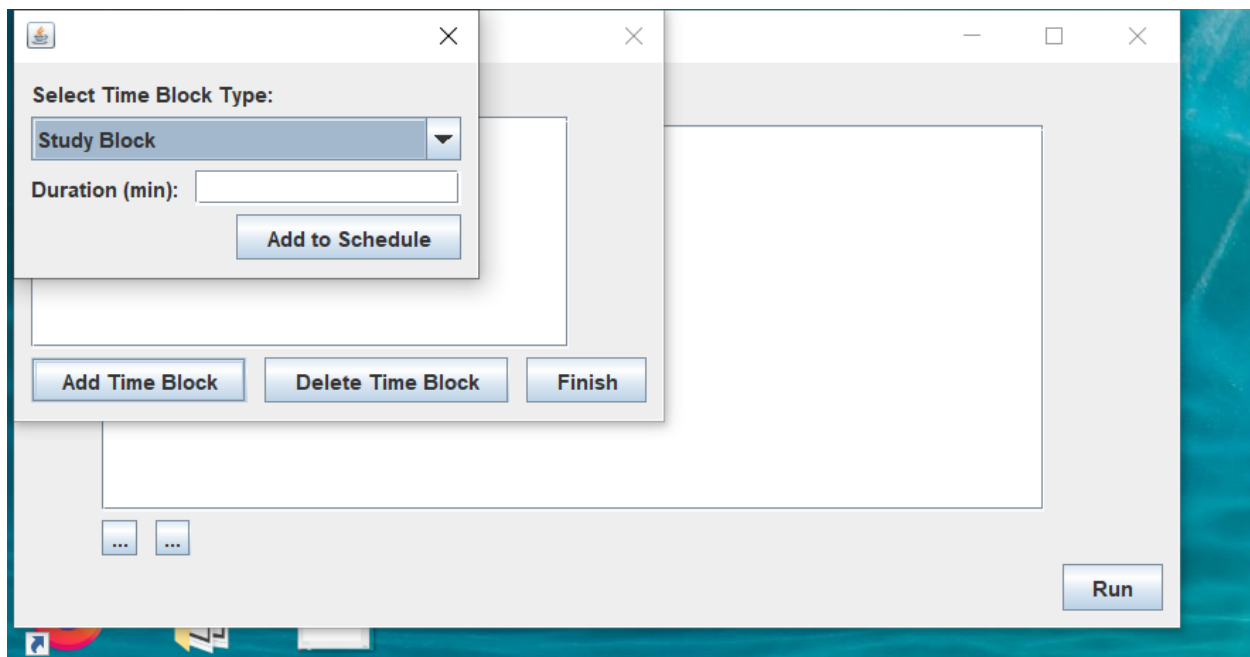 Select Time Block Type:
Study Block
Duration (min):
Add to Schedule
Add Time Block
Delete Time Block
Finish
...
...
Run